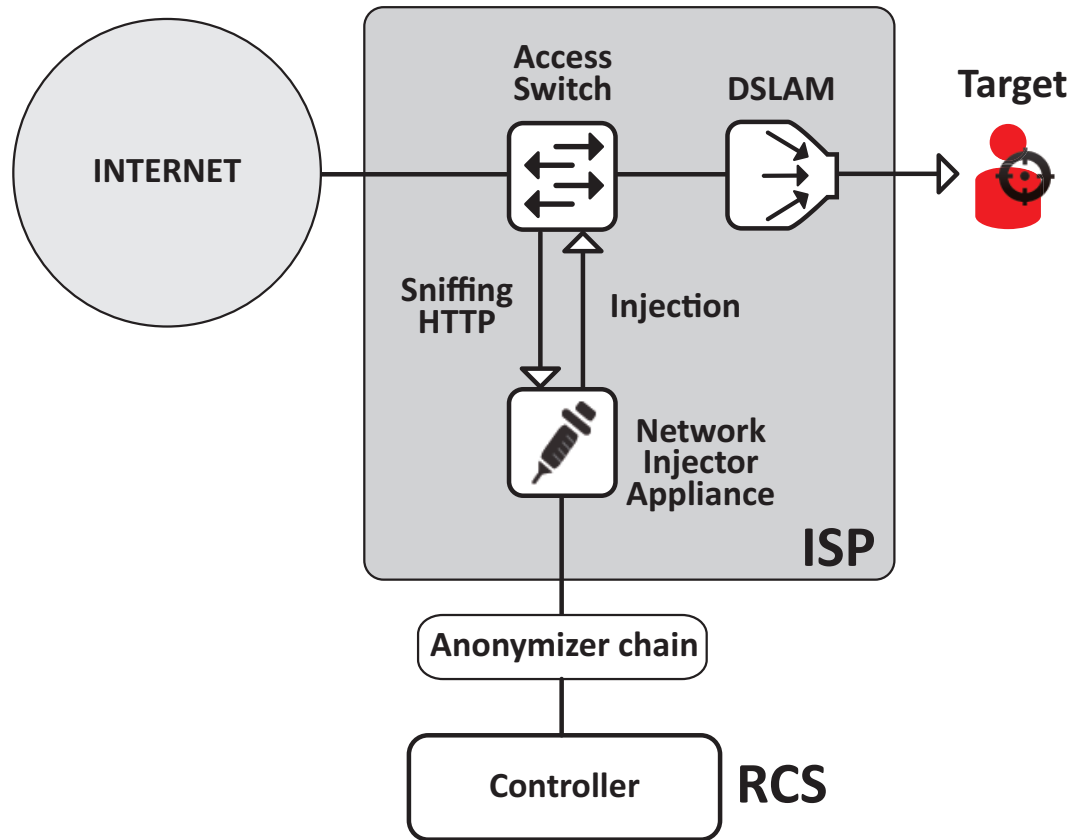 INTERNET
Access
Switch
DSLAM
Target
Sniffing
HTTP
Injection
Network
Injector
Appliance
ISP
Anonymizer chain
Controller
RCS